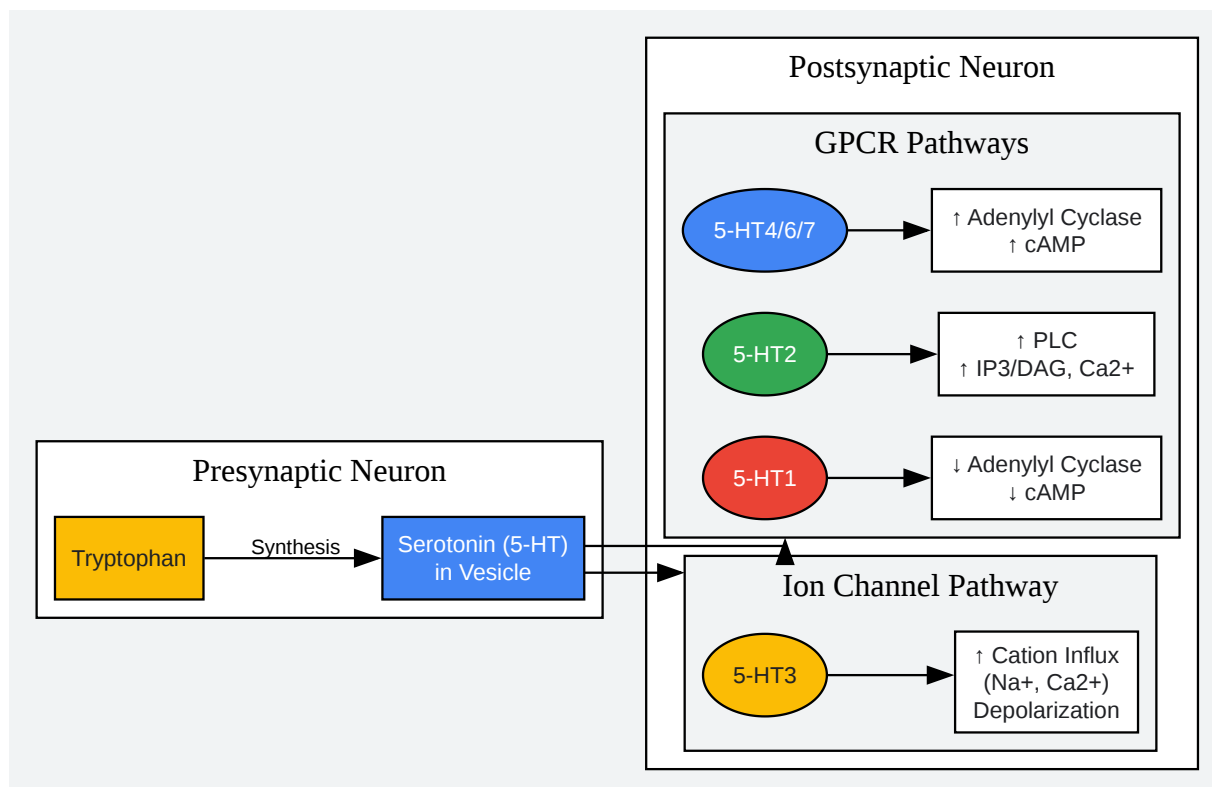 Postsynaptic Neuron
GPCR Pathways
5-HT4/6/7
↑ Adenylyl Cyclase
↑ cAMP
5-HT2
↑ PLC
↑ IP3/DAG, Ca2+
5-HT1
↓ Adenylyl Cyclase
↓ cAMP
Presynaptic Neuron
Tryptophan
Synthesis
Serotonin (5-HT)
in Vesicle
Ion Channel Pathway
5-HT3
↑ Cation Influx
(Na+, Ca2+)
Depolarization